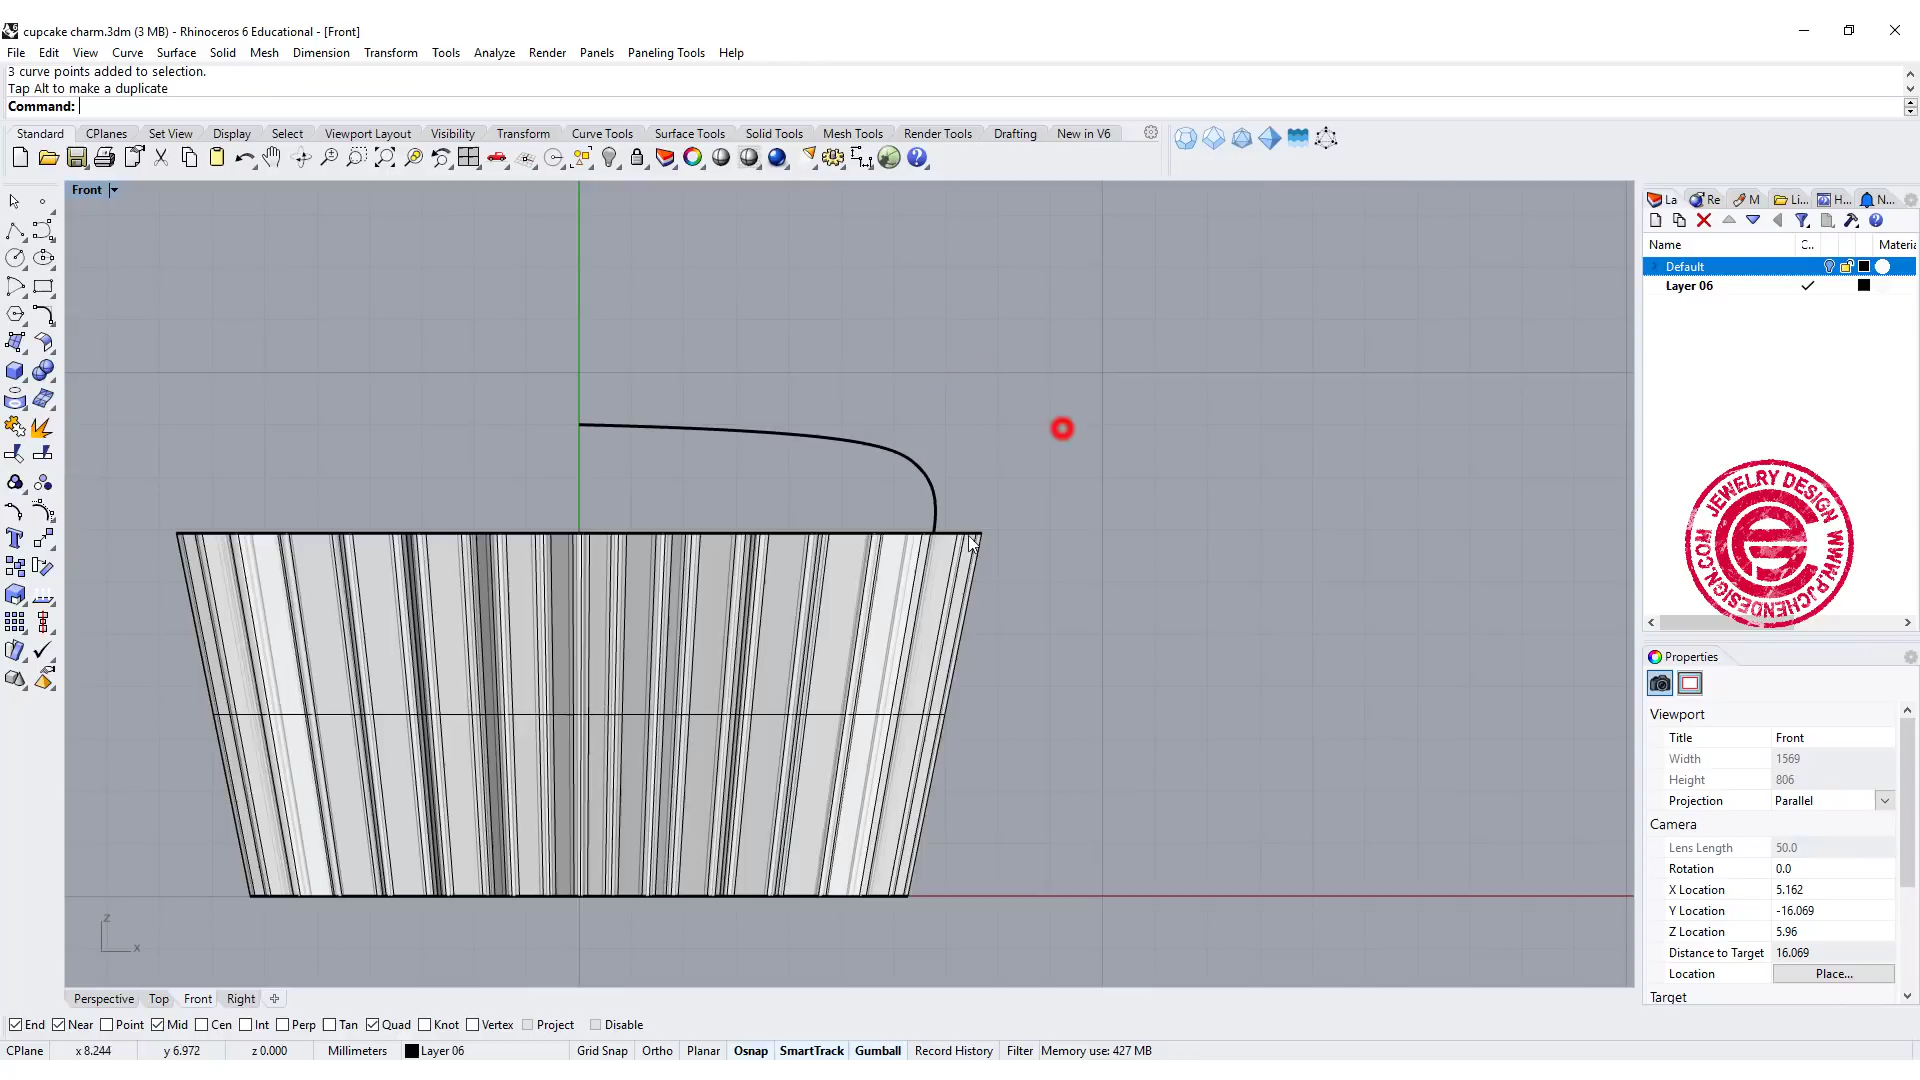 cupcake charm.3dm (3 MB) - Rhinoceros 6 Educational - [Front]
File Edit View Curve Surface Solid Mesh Dimension Transform Tools Analyze Render Panels Paneling Tools Help
3 curve points added to selection.
Tap Alt to make a duplicate
Command:
Standard CPlanes Set View Display Select Viewport Layout Visibility Transform Curve Tools Surface Tools Solid Tools Mesh Tools Render Tools Drafting New in V6
Front
La Re M Li... H... N...
Name C.. Materia
Default
Layer 06
JEWELRY DESIGN
WWW.PJCHENDESIGN.COM
Properties
Viewport
Title Front
Width 1569
Height 806
Projection Parallel
Camera
Lens Length 50.0
Rotation 0.0
X Location 5.162
Y Location -16.069
Z Location 5.96
Distance to Target 16.069
Location Place...
Target
z
x
Perspective Top Front Right
End Near Point Mid Cen Int Perp Tan Quad Knot Vertex Project Disable
CPlane x 8.244 y 6.972 z 0.000 Millimeters Layer 06 Grid Snap Ortho Planar Osnap SmartTrack Gumball Record History Filter Memory use: 427 MB